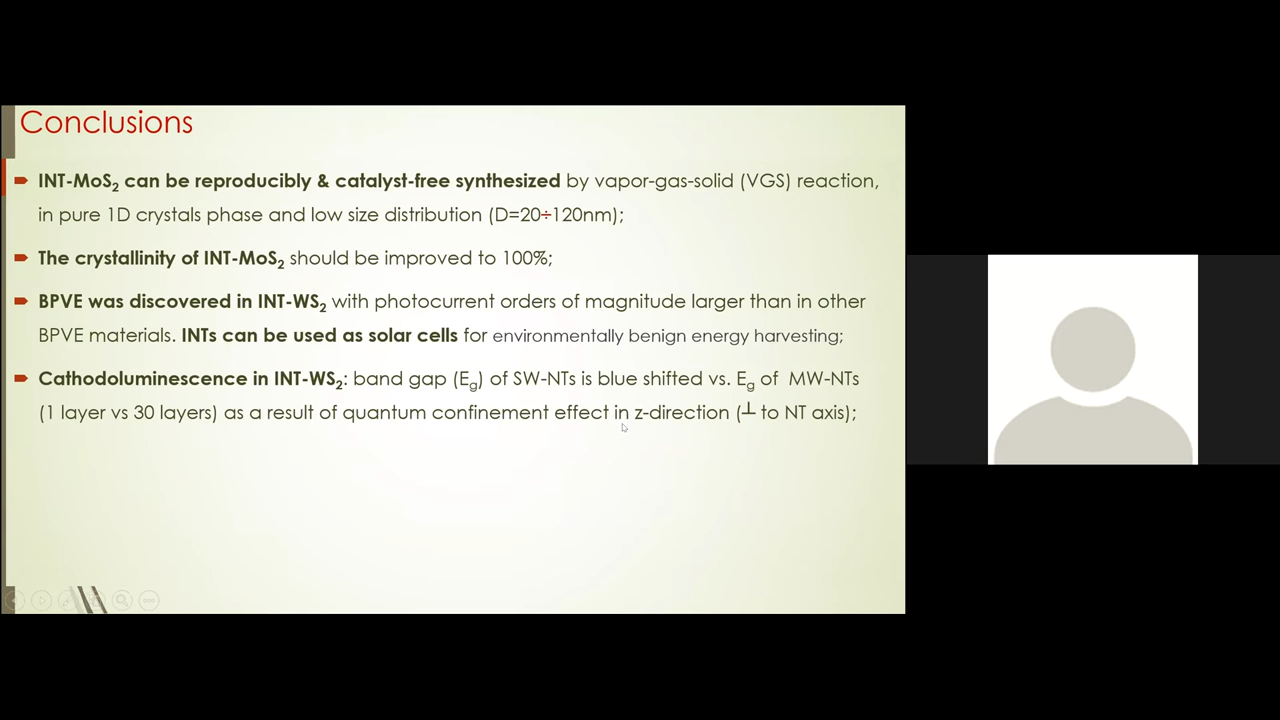 Conclusions
INT-MoS₂ can be reproducibly & catalyst-free synthesized by vapor-gas-solid (VGS) reaction,
in pure 1D crystals phase and low size distribution (D=20÷120nm);
The crystallinity of INT-MoS₂ should be improved to 100%;
BPVE was discovered in INT-WS₂ with photocurrent orders of magnitude larger than in other
BPVE materials. INTs can be used as solar cells for environmentally benign energy harvesting;
Cathodoluminescence in INT-WS₂: band gap (E_g) of SW-NTs is blue shifted vs. E_g of MW-NTs
(1 layer vs 30 layers) as a result of quantum confinement effect in z-direction (┴ to NT axis);